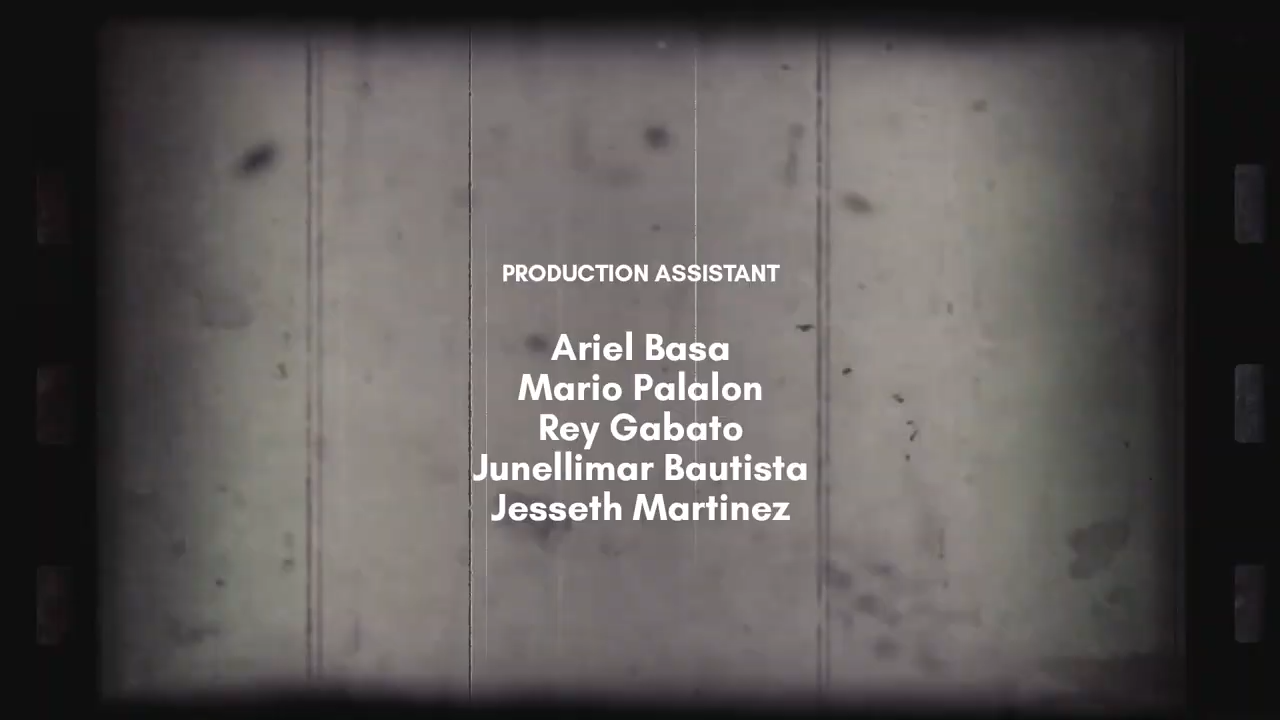 PRODUCTION ASSISTANT
Ariel Basa
Mario Palalon
Rey Gabato
Junellimar Bautista
Jesseth Martinez